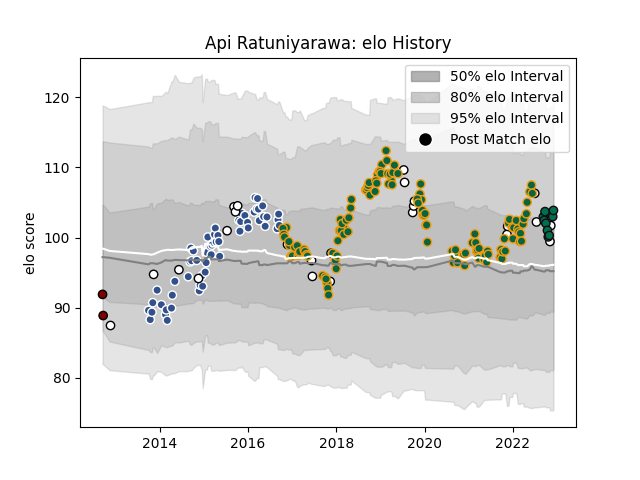 Api Ratuniyarawa: elo History
50% elo Interval
80% elo Interval
95% elo Interval
Post Match elo
elo score
120
110
100
90
80
2014
2016
2018
2020
2022